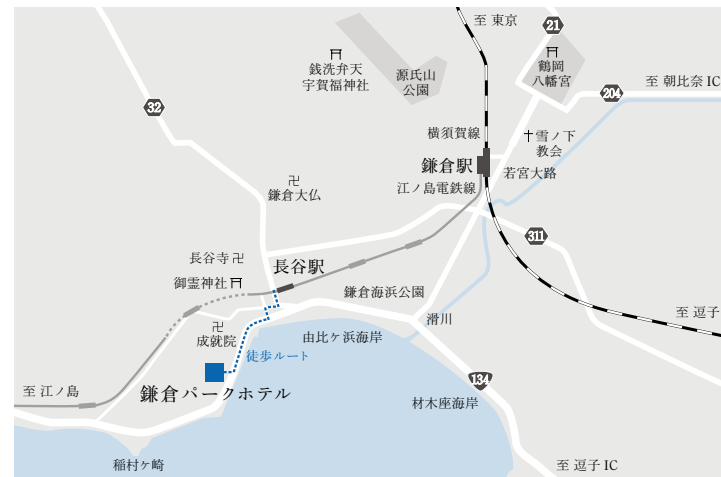 至 東京
21
銭洗弁天
宇賀福神社
源氏山
公園
鶴岡
八幡宮
至 朝比奈 IC
204
32
横須賀線
雪ノ下
教会
鎌倉駅
若宮大路
江ノ島電鉄線
鎌倉大仏
311
長谷寺
長谷駅
御霊神社
鎌倉海浜公園
至 逗子
滑川
成就院
由比ケ浜海岸
徒歩ルート
134
至 江ノ島
鎌倉パークホテル
材木座海岸
稲村ケ崎
至 逗子 IC